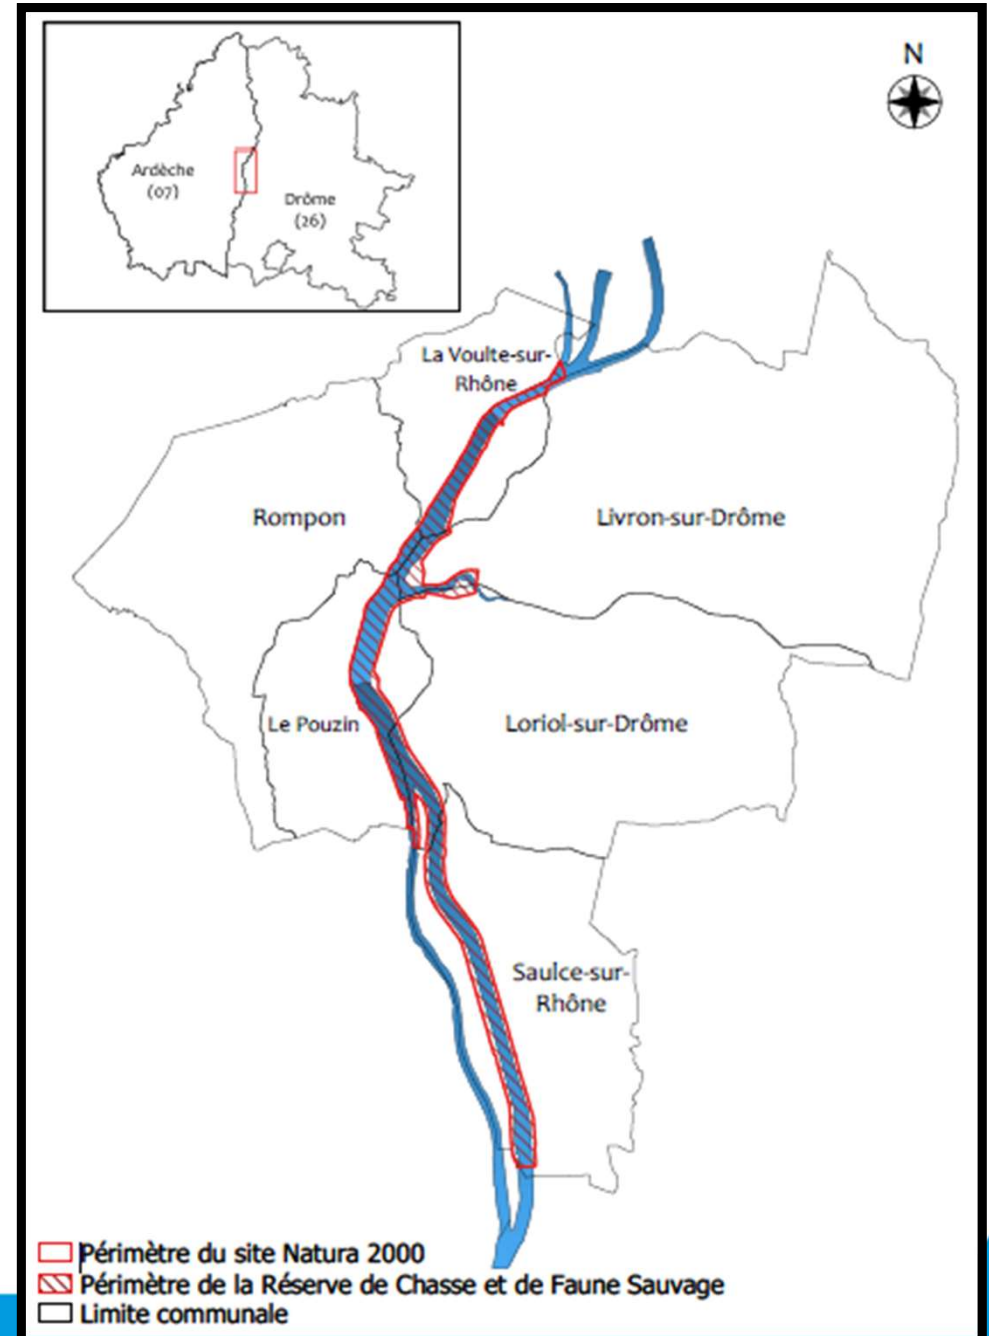 N
Ardèche
(07)
Drôme
(26)
La Voulte-sur-
Rhône
Rompon
Livron-sur-Drôme
Le Pouzin
Loriol-sur-Drôme
Saulce-sur-
Rhône
Périmètre du site Natura 2000
Périmètre de la Réserve de Chasse et de Faune Sauvage
Limite communale